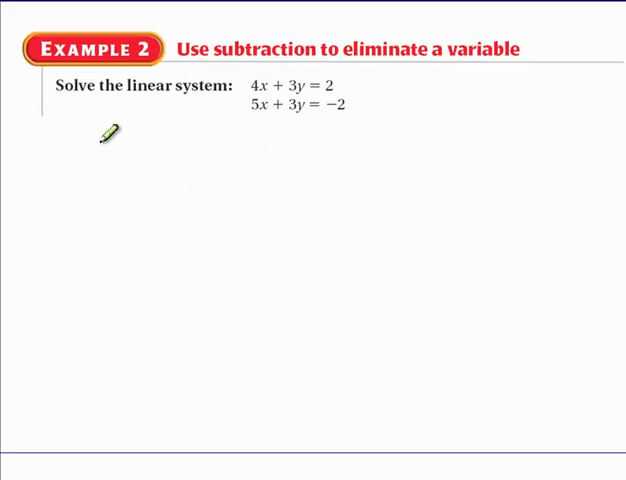 EXAMPLE 2 Use subtraction to eliminate a variable
Solve the linear system: 4x + 3y = 2
5x + 3y = −2